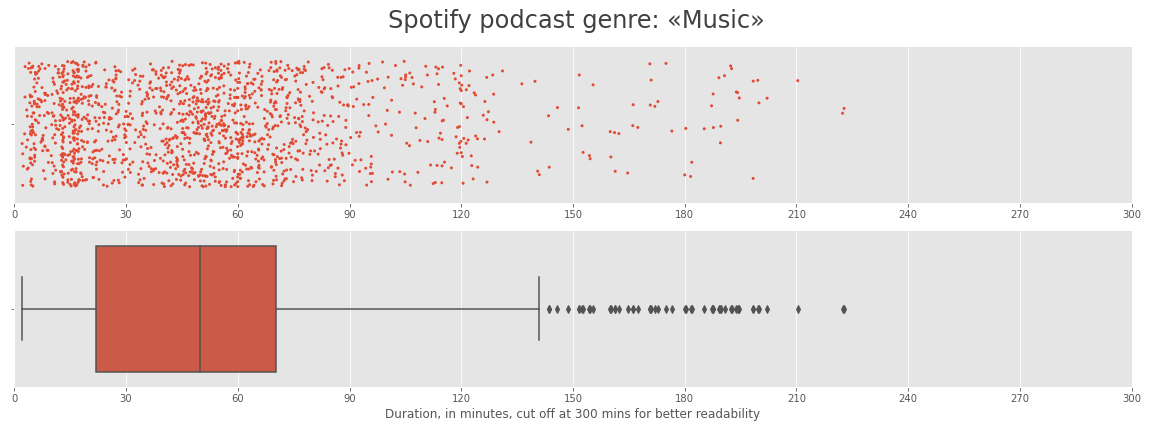 Spotify podcast genre: «Music»
0 30 60 90 120 150 180 210 240 270 300
0 30 60 90 120 150 180 210 240 270 300
Duration, in minutes, cut off at 300 mins for better readability